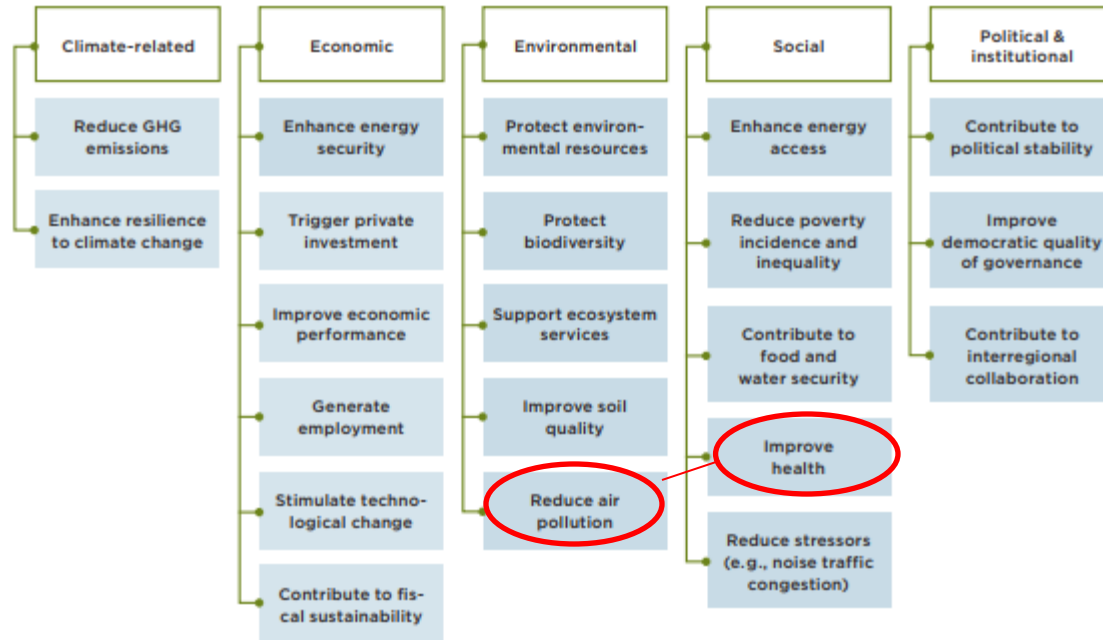 Climate-related
Reduce GHG
emissions
Enhance resilience
to climate change
Economic
Enhance energy
security
Trigger private
investment
Improve economic
performance
Generate
employment
Stimulate techno-
logical change
Contribute to fis-
cal sustainability
Environmental
Protect environ-
mental resources
Protect
biodiversity
Support ecosystem
services
Improve soil
quality
Reduce air
pollution
Social
Enhance energy
access
Reduce poverty
incidence and
inequality
Contribute to
food and
water security
Improve
health
Reduce stressors
(e.g., noise traffic
congestion)
Political &
institutional
Contribute to
political stability
Improve
democratic quality
of governance
Contribute to
interregional
collaboration